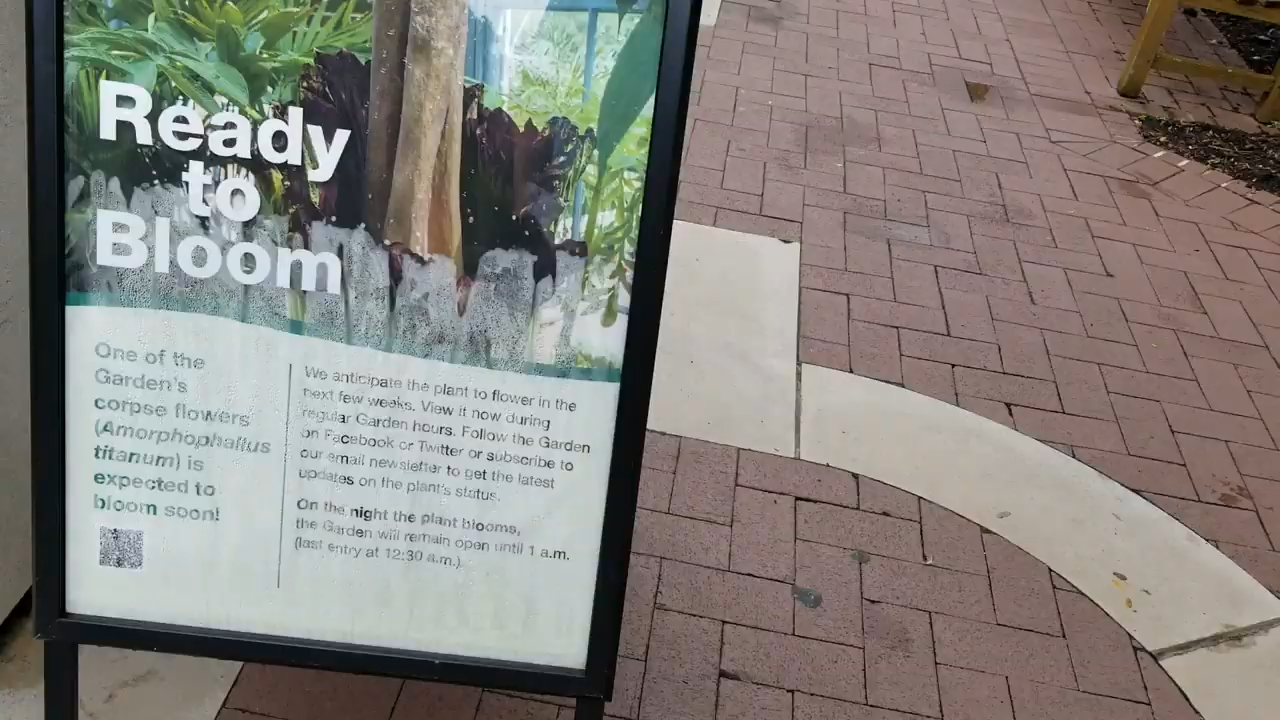 Ready
to
Bloom
One of the
Garden's
corpse flowers
(Amorphophallus
titanum) is
expected to
bloom soon!
We anticipate the plant to flower in the
next few weeks. View it now during
regular Garden hours. Follow the Garden
on Facebook or Twitter or subscribe to
our email newsletter to get the latest
updates on the plant's status.
On the night the plant blooms,
the Garden will remain open until 1 a.m.
(last entry at 12:30 a.m.)